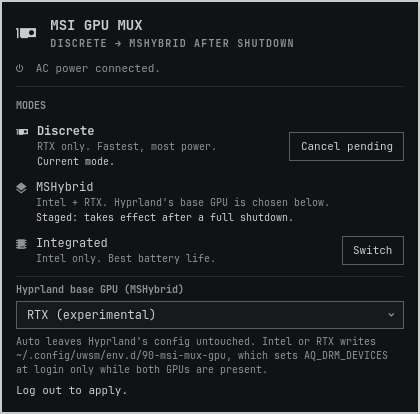 MSI GPU MUX
DISCRETE → MSHYBRID AFTER SHUTDOWN
AC power connected.
MODES
Discrete
RTX only. Fastest, most power.
Current mode.
Cancel pending
MSHybrid
Intel + RTX. Hyprland's base GPU is chosen below.
Staged: takes effect after a full shutdown.
Integrated
Intel only. Best battery life.
Switch
Hyprland base GPU (MSHybrid)
RTX (experimental)
Auto leaves Hyprland's config untouched. Intel or RTX writes
~/.config/uwsm/env.d/90-msi-mux-gpu, which sets AQ_DRM_DEVICES
at login only while both GPUs are present.
Log out to apply.